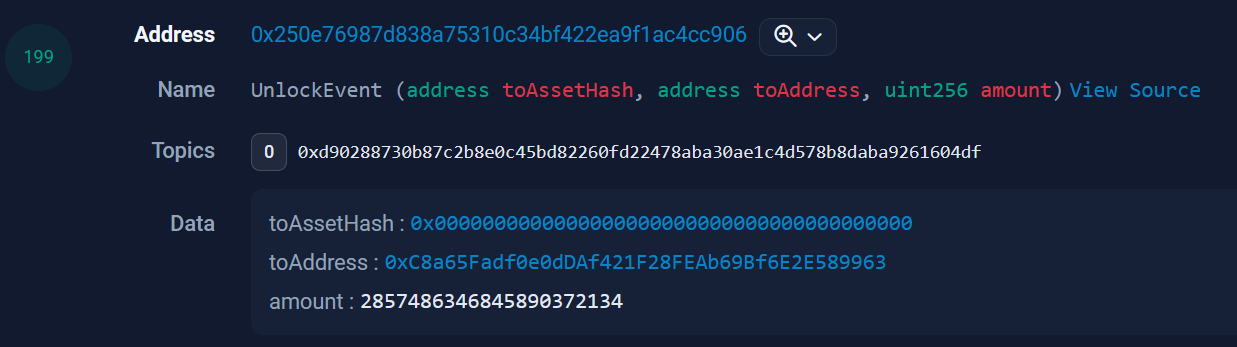 199
Address 0x250e76987d838a75310c34bf422ea9f1ac4cc906
Name UnlockEvent (address toAssetHash, address toAddress, uint256 amount) View Source
Topics 0 0xd90288730b87c2b8e0c45bd82260fd22478aba30ae1c4d578b8daba9261604df
Data toAssetHash : 0x0000000000000000000000000000000000000000
toAddress : 0xC8a65Fadf0e0dDAf421F28FEAb69Bf6E2E589963
amount : 2857486346845890372134